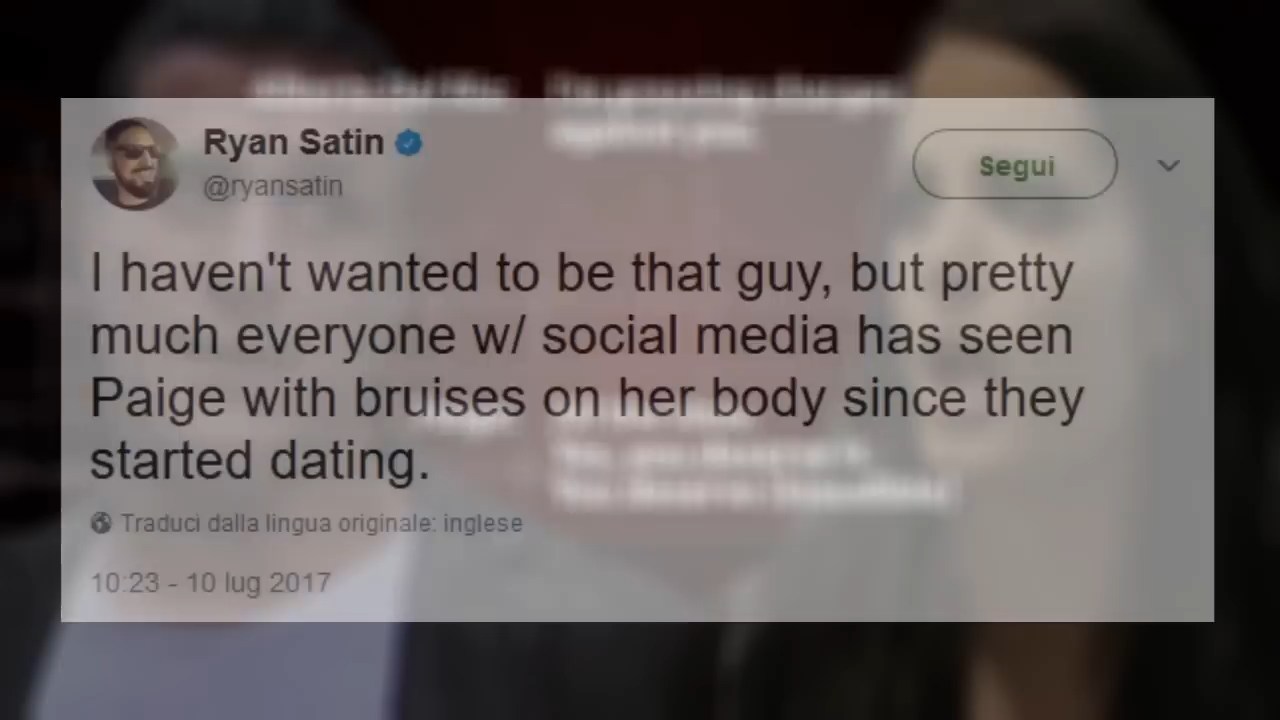 Ryan Satin
@ryansatin
Segui
I haven't wanted to be that guy, but pretty
much everyone w/ social media has seen
Paige with bruises on her body since they
started dating.
Traduci dalla lingua originale: inglese
10:23 - 10 lug 2017